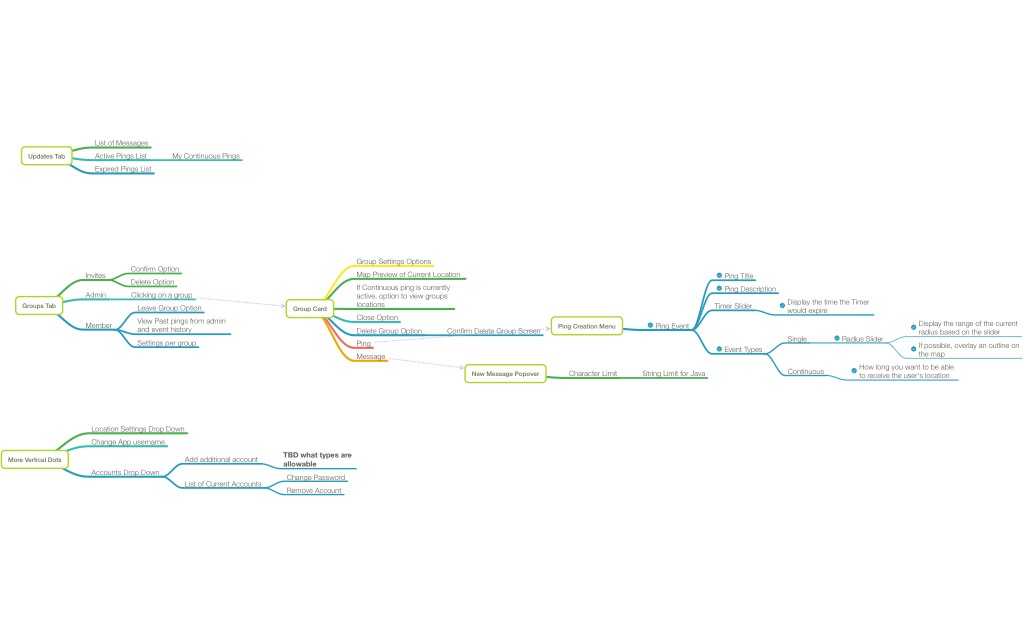 Updates Tab
List of Messages
Active Pings List
My Continuous Pings
Expired Pings List
Groups Tab
Invites
Confirm Option
Delete Option
Admin
Clicking on a group
Member
Leave Group Option
View Past pings from admin
and event history
Settings per group
Group Card
Group Settings Options
Map Preview of Current Location
If Continuous ping is currently
active, option to view groups
locations
Close Option
Delete Group Option
Confirm Delete Group Screen
Ping
Message
Ping Creation Menu
Ping Event
Ping Title
Ping Description
Timer Slider
Display the time the Timer
would expire
Event Types
Single
Radius Slider
Display the range of the current
radius based on the slider
If possible, overlay an outline on
the map
Continuous
How long you want to be able
to receive the user's location
New Message Popover
Character Limit
String Limit for Java
More Vertical Dots
Location Settings Drop Down
Change App username
Accounts Drop Down
Add additional account
TBD what types are
allowable
List of Current Accounts
Change Password
Remove Account